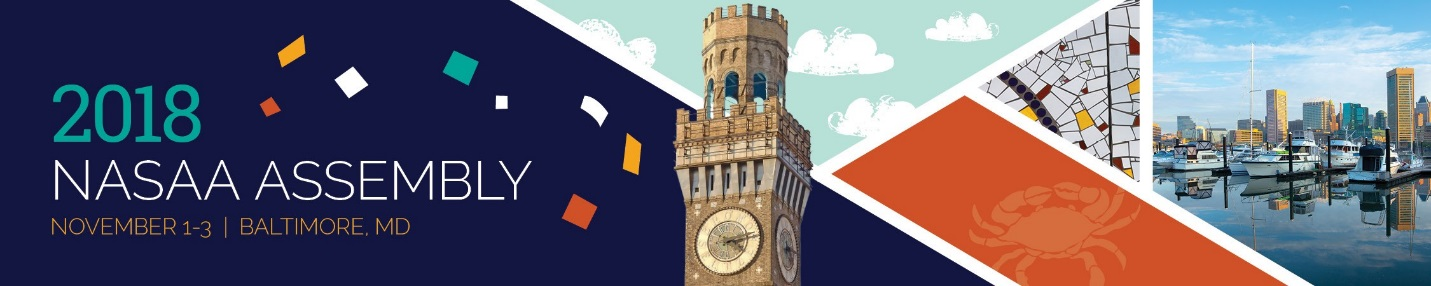 2018
NASAA ASSEMBLY
NOVEMBER 1-3 | BALTIMORE, MD